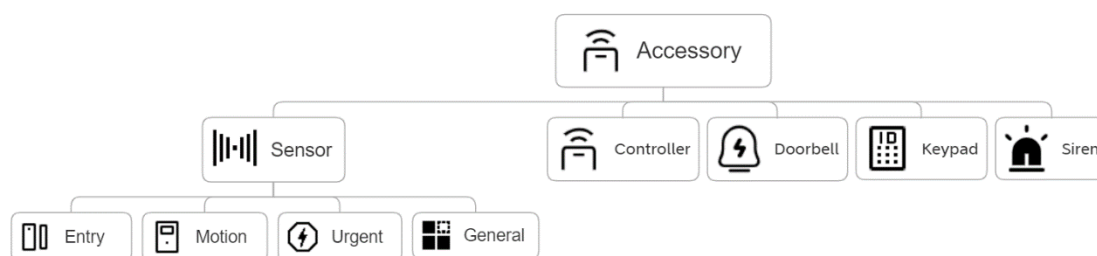 Accessory
Sensor
Controller
Doorbell
ID
Keypad
Siren
Entry
Motion
Urgent
General